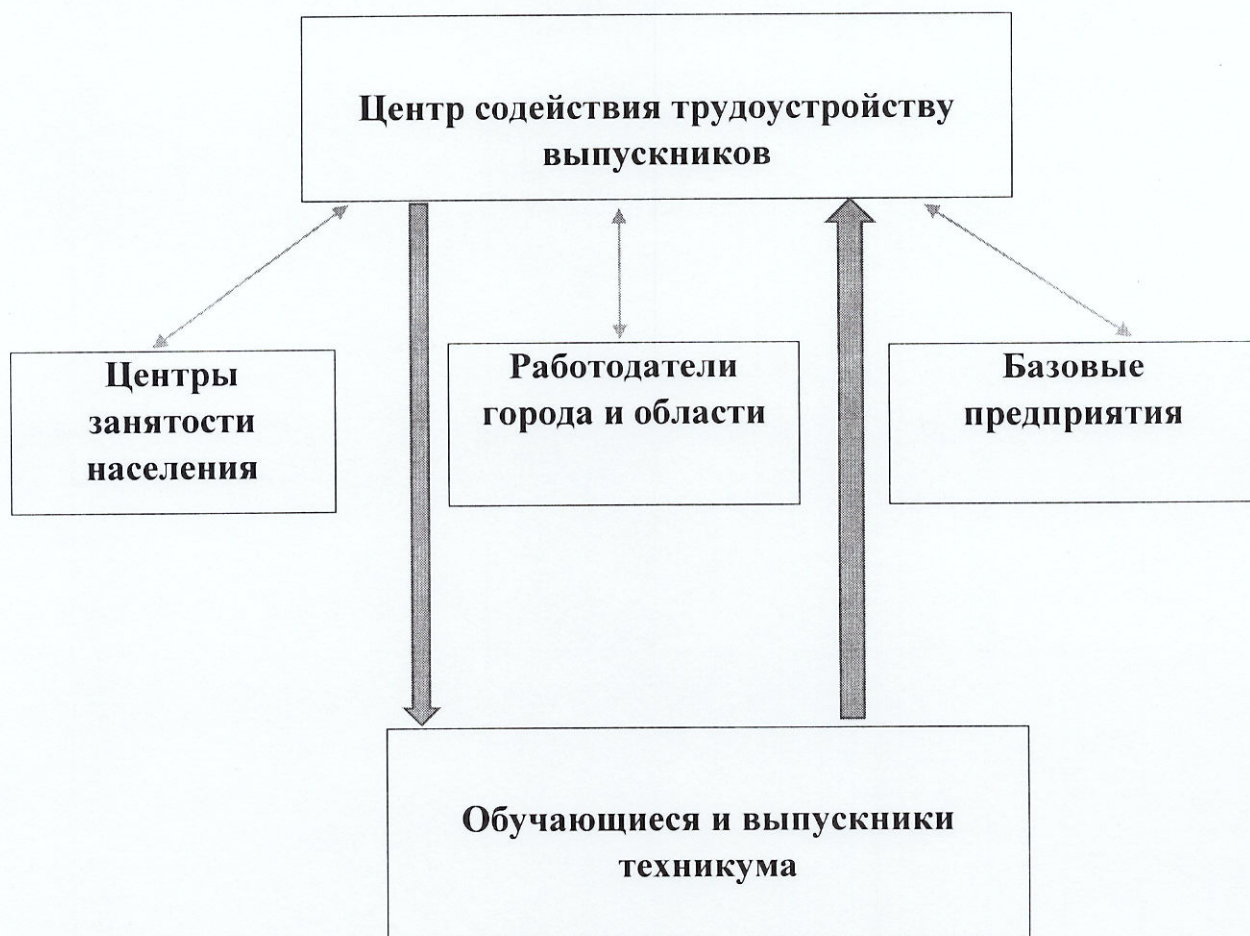 Центр содействия трудоустройству
выпускников
Центры
занятости
населения
Работодатели
города и области
Базовые
предприятия
Обучающиеся и выпускники
техникума